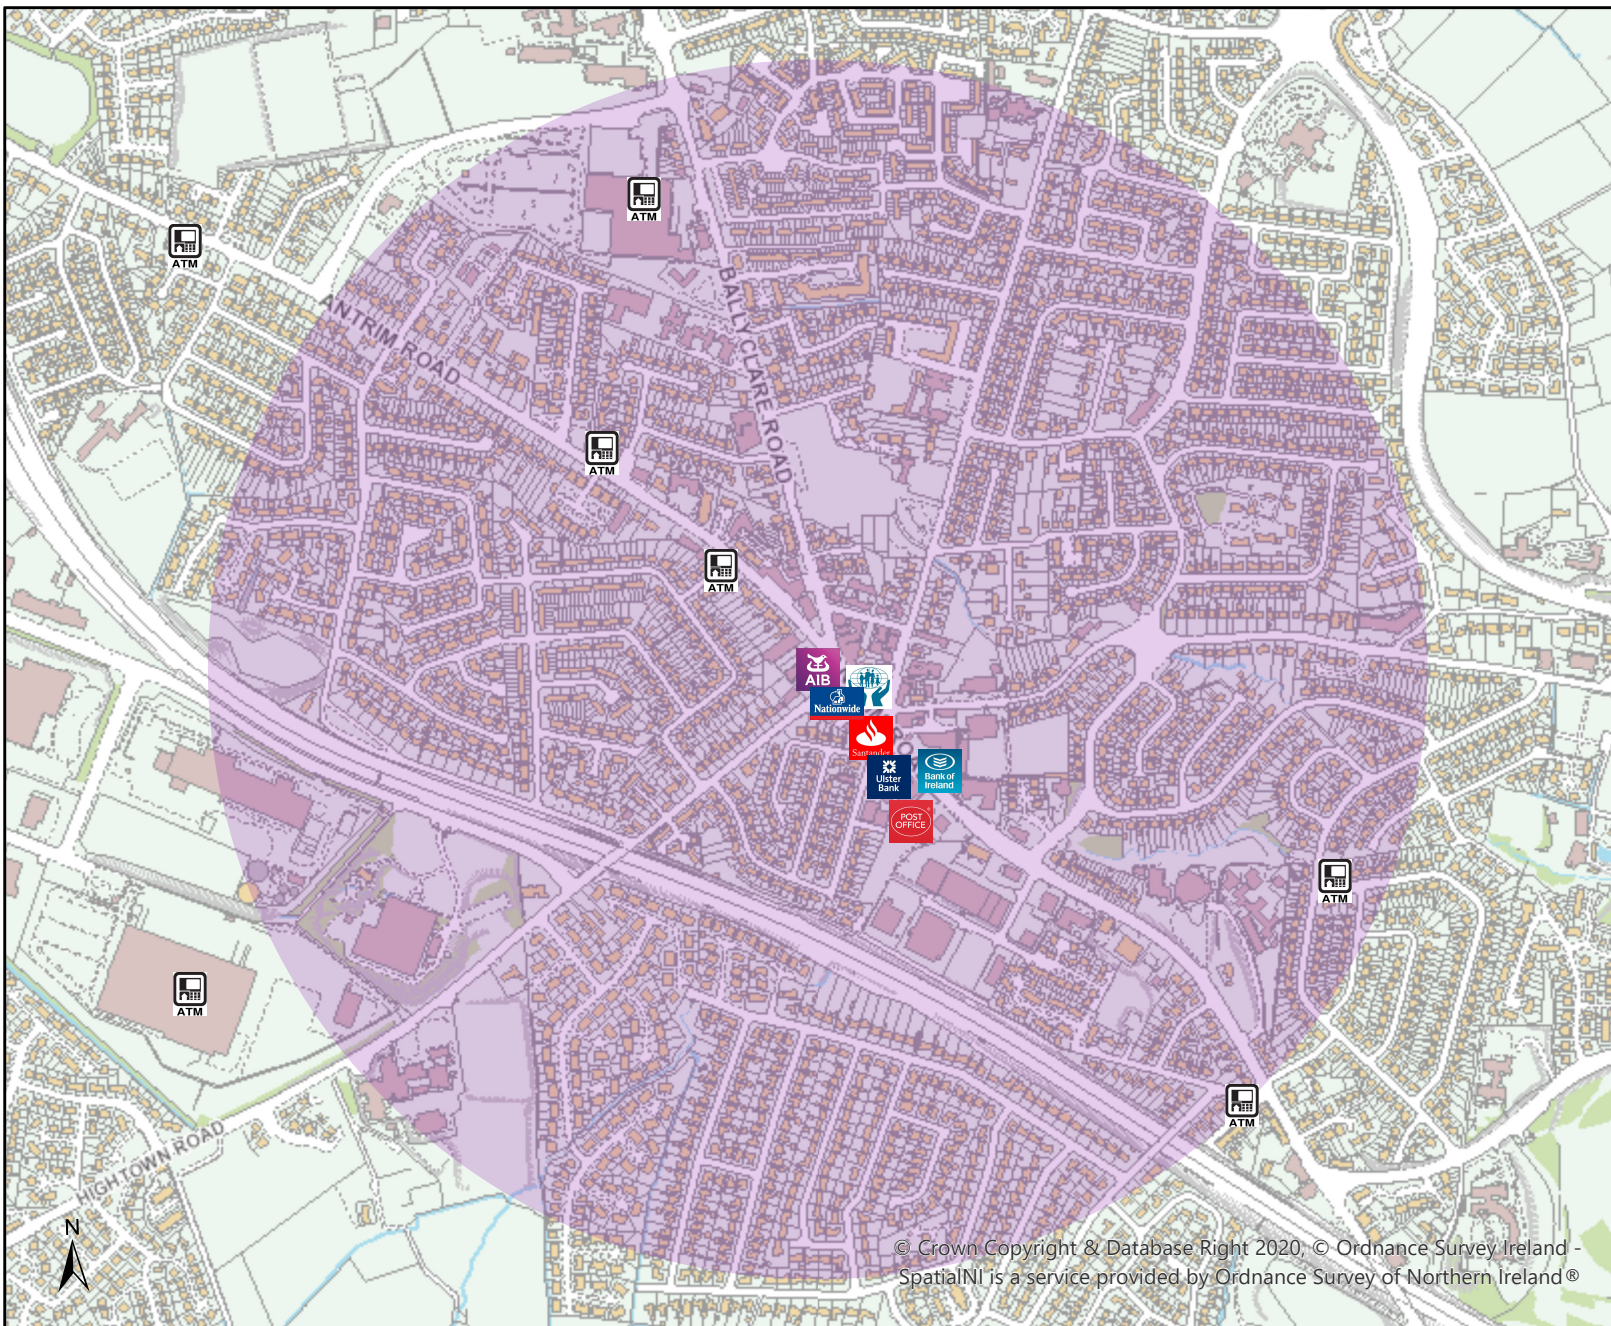 ATM
ATM
ANTRIM ROAD
BALLYCLARE ROAD
ATM
ATM
AIB
Nationwide
Santander
Ulster
Bank
Bank of
Ireland
POST
OFFICE
ATM
ATM
ATM
HIGHTOWN ROAD
N
© Crown Copyright & Database Right 2020, © Ordnance Survey Ireland -
SpatialNI is a service provided by Ordnance Survey of Northern Ireland®